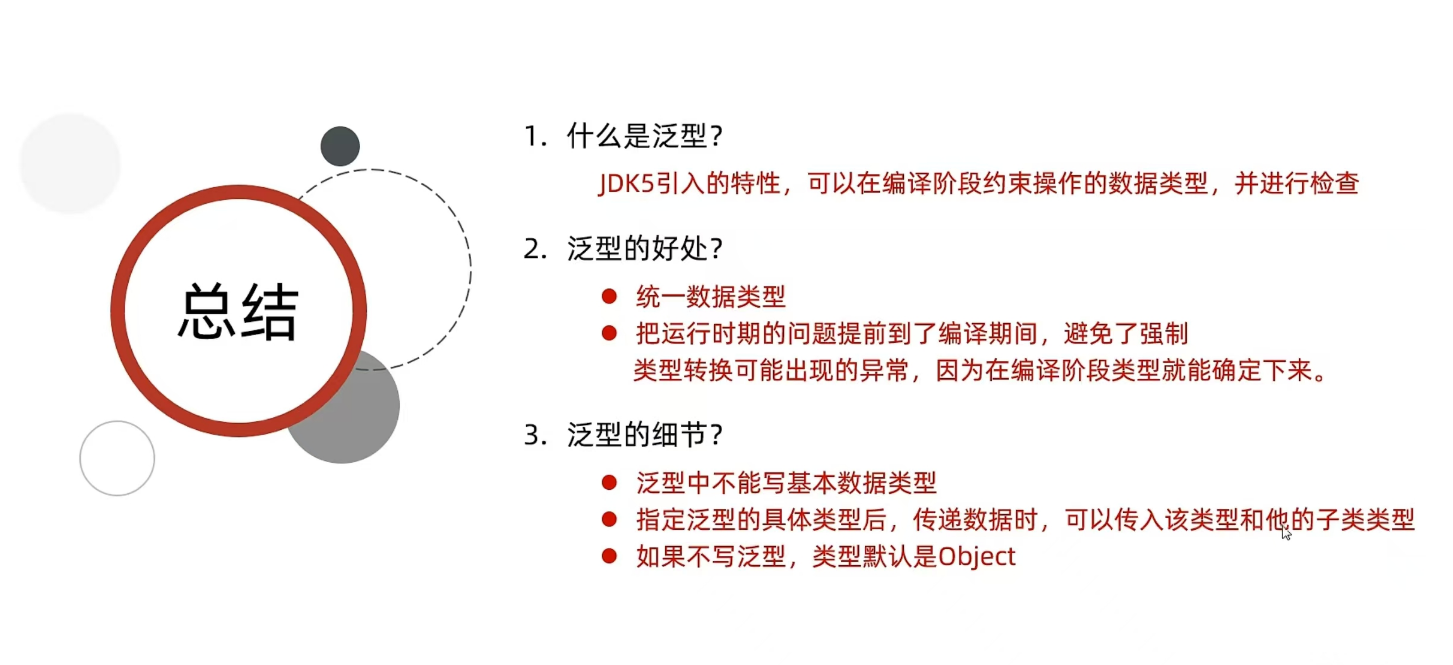 总结
1. 什么是泛型？
JDK5引入的特性，可以在编译阶段约束操作的数据类型，并进行检查
2. 泛型的好处？
● 统一数据类型
● 把运行时期的问题提前到了编译期间，避免了强制
类型转换可能出现的异常，因为在编译阶段类型就能确定下来。
3. 泛型的细节？
● 泛型中不能写基本数据类型
● 指定泛型的具体类型后，传递数据时，可以传入该类型和他的子类类型
● 如果不写泛型，类型默认是Object